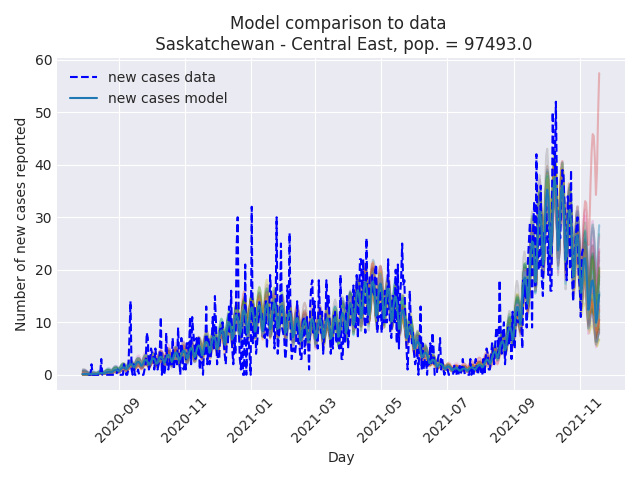 Model comparison to data
Saskatchewan - Central East, pop. = 97493.0
new cases data
new cases model
Number of new cases reported
60
50
40
30
20
10
0
2020-09
2020-11
2021-01
2021-03
2021-05
2021-07
2021-09
2021-11
Day